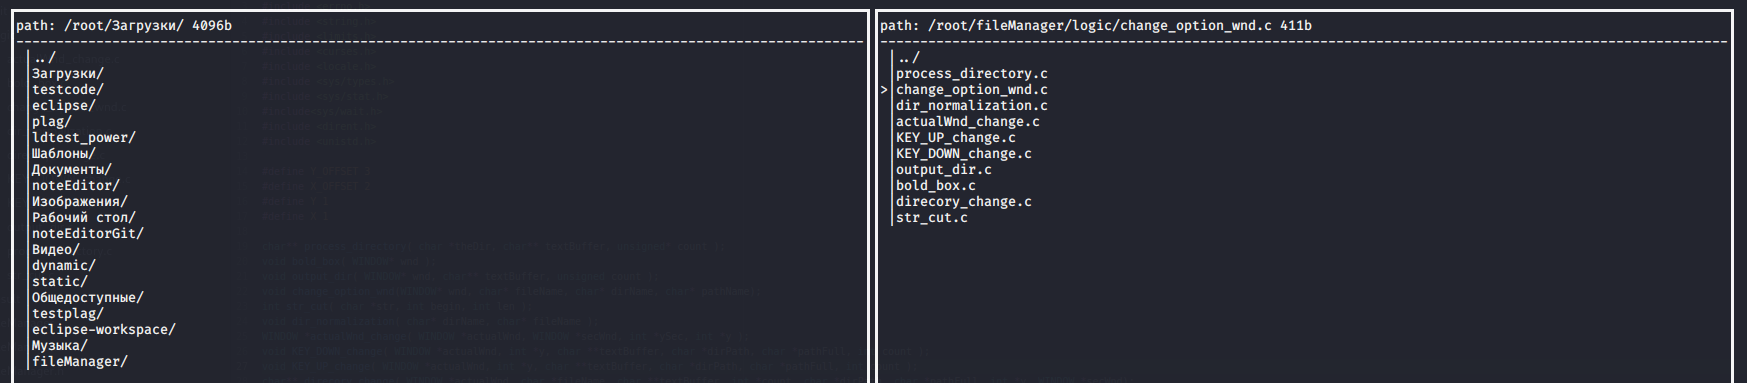 path: /root/Загрузки/ 4096b
../
Загрузки/
testcode/
eclipse/
plag/
ldtest_power/
Шаблоны/
Документы/
noteEditor/
Изображения/
Рабочий стол/
noteEditorGit/
Видео/
dynamic/
static/
Общедоступные/
testplag/
eclipse-workspace/
Музыка/
fileManager/
path: /root/fileManager/logic/change_option_wnd.c 411b
../
process_directory.c
> change_option_wnd.c
dir_normalization.c
actualWnd_change.c
KEY_UP_change.c
KEY_DOWN_change.c
output_dir.c
bold_box.c
direcory_change.c
str_cut.c